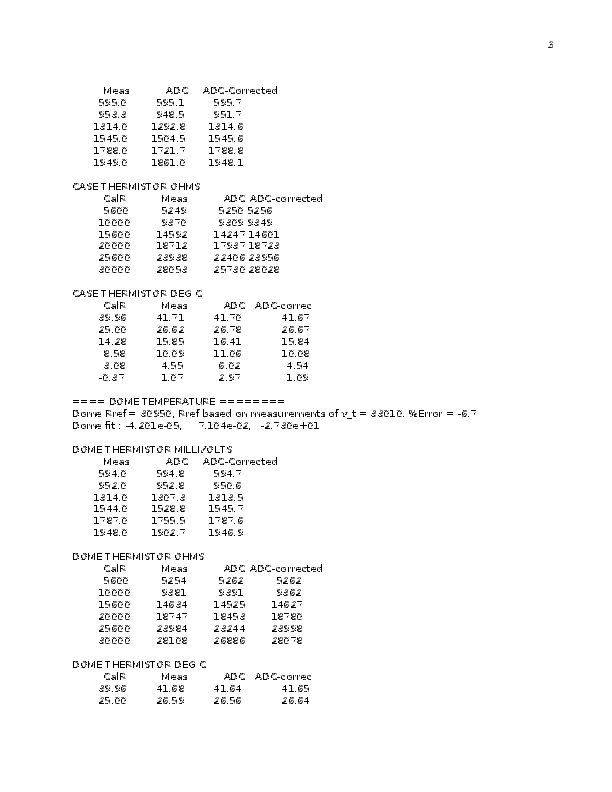 3
Meas ADC ADC-Corrected
595.0 595.1 595.7
953.3 948.5 951.7
1314.0 1292.8 1314.6
1545.0 1504.5 1545.6
1788.0 1721.7 1788.8
1949.0 1861.0 1948.1
CASE THERMISTOR OHMS
CalR Meas ADC ADC-corrected
5600 5249 5250 5256
10000 9370 9309 9349
15600 14592 14247 14601
20000 18712 17937 18723
25600 23938 22406 23956
30000 28053 25730 28028
CASE THERMISTOR DEG C
CalR Meas ADC ADC-correc
39.96 41.71 41.70 41.67
25.00 26.62 26.78 26.67
14.28 15.85 16.41 15.84
8.58 10.09 11.06 10.08
3.08 4.55 6.02 4.54
-0.37 1.07 2.97 1.09
==== DOME TEMPERATURE ========
Dome Rref = 30950, Rref based on measurements of v_t = 33010, %Error = -6.7
Dome fit : -4.201e-05, 7.104e-02, -2.730e+01
DOME THERMISTOR MILLIVOLTS
Meas ADC ADC-Corrected
594.0 594.8 594.7
952.0 952.8 950.6
1314.0 1307.3 1313.5
1544.0 1528.8 1545.7
1787.0 1755.5 1787.6
1948.0 1902.7 1946.9
DOME THERMISTOR OHMS
CalR Meas ADC ADC-corrected
5600 5254 5262 5262
10000 9381 9391 9362
15600 14634 14525 14627
20000 18747 18453 18780
25600 23984 23244 23998
30000 28108 26886 28078
DOME THERMISTOR DEG C
CalR Meas ADC ADC-correc
39.96 41.68 41.64 41.65
25.00 26.59 26.56 26.64